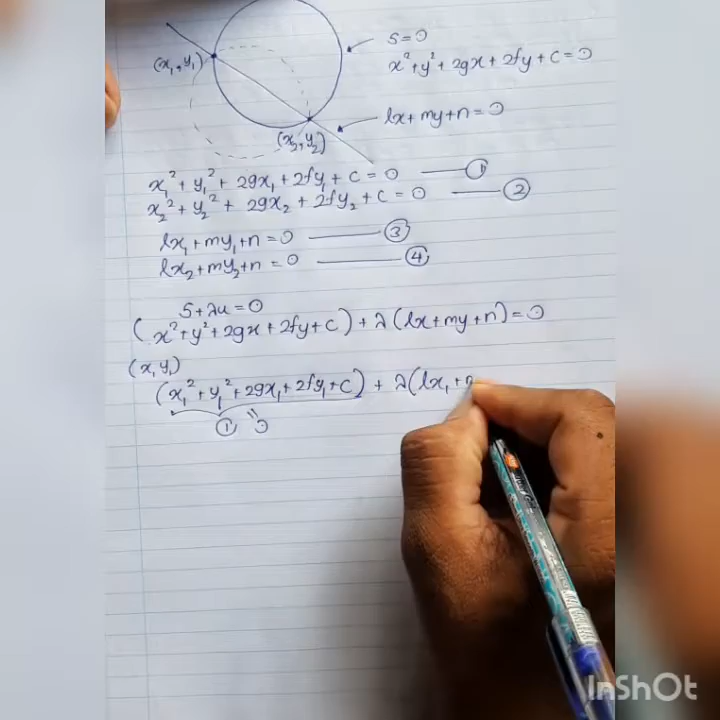 S=0
x²+y²+2gx+2fy+c=0
(x₁,y₁)
lx+my+n=0
(x₂,y₂)
x₁²+y₁²+2gx₁+2fy₁+c=0 — ①
x₂²+y₂²+2gx₂+2fy₂+c=0 — ②
lx₁+my₁+n=0 — ③
lx₂+my₂+n=0 — ④
S+λu=0
(x²+y²+2gx+2fy+c)+λ(lx+my+n)=0
(x₁y₁)
(x₁²+y₁²+2gx₁+2fy₁+c)+λ(lx₁+
① = 0
InShOt